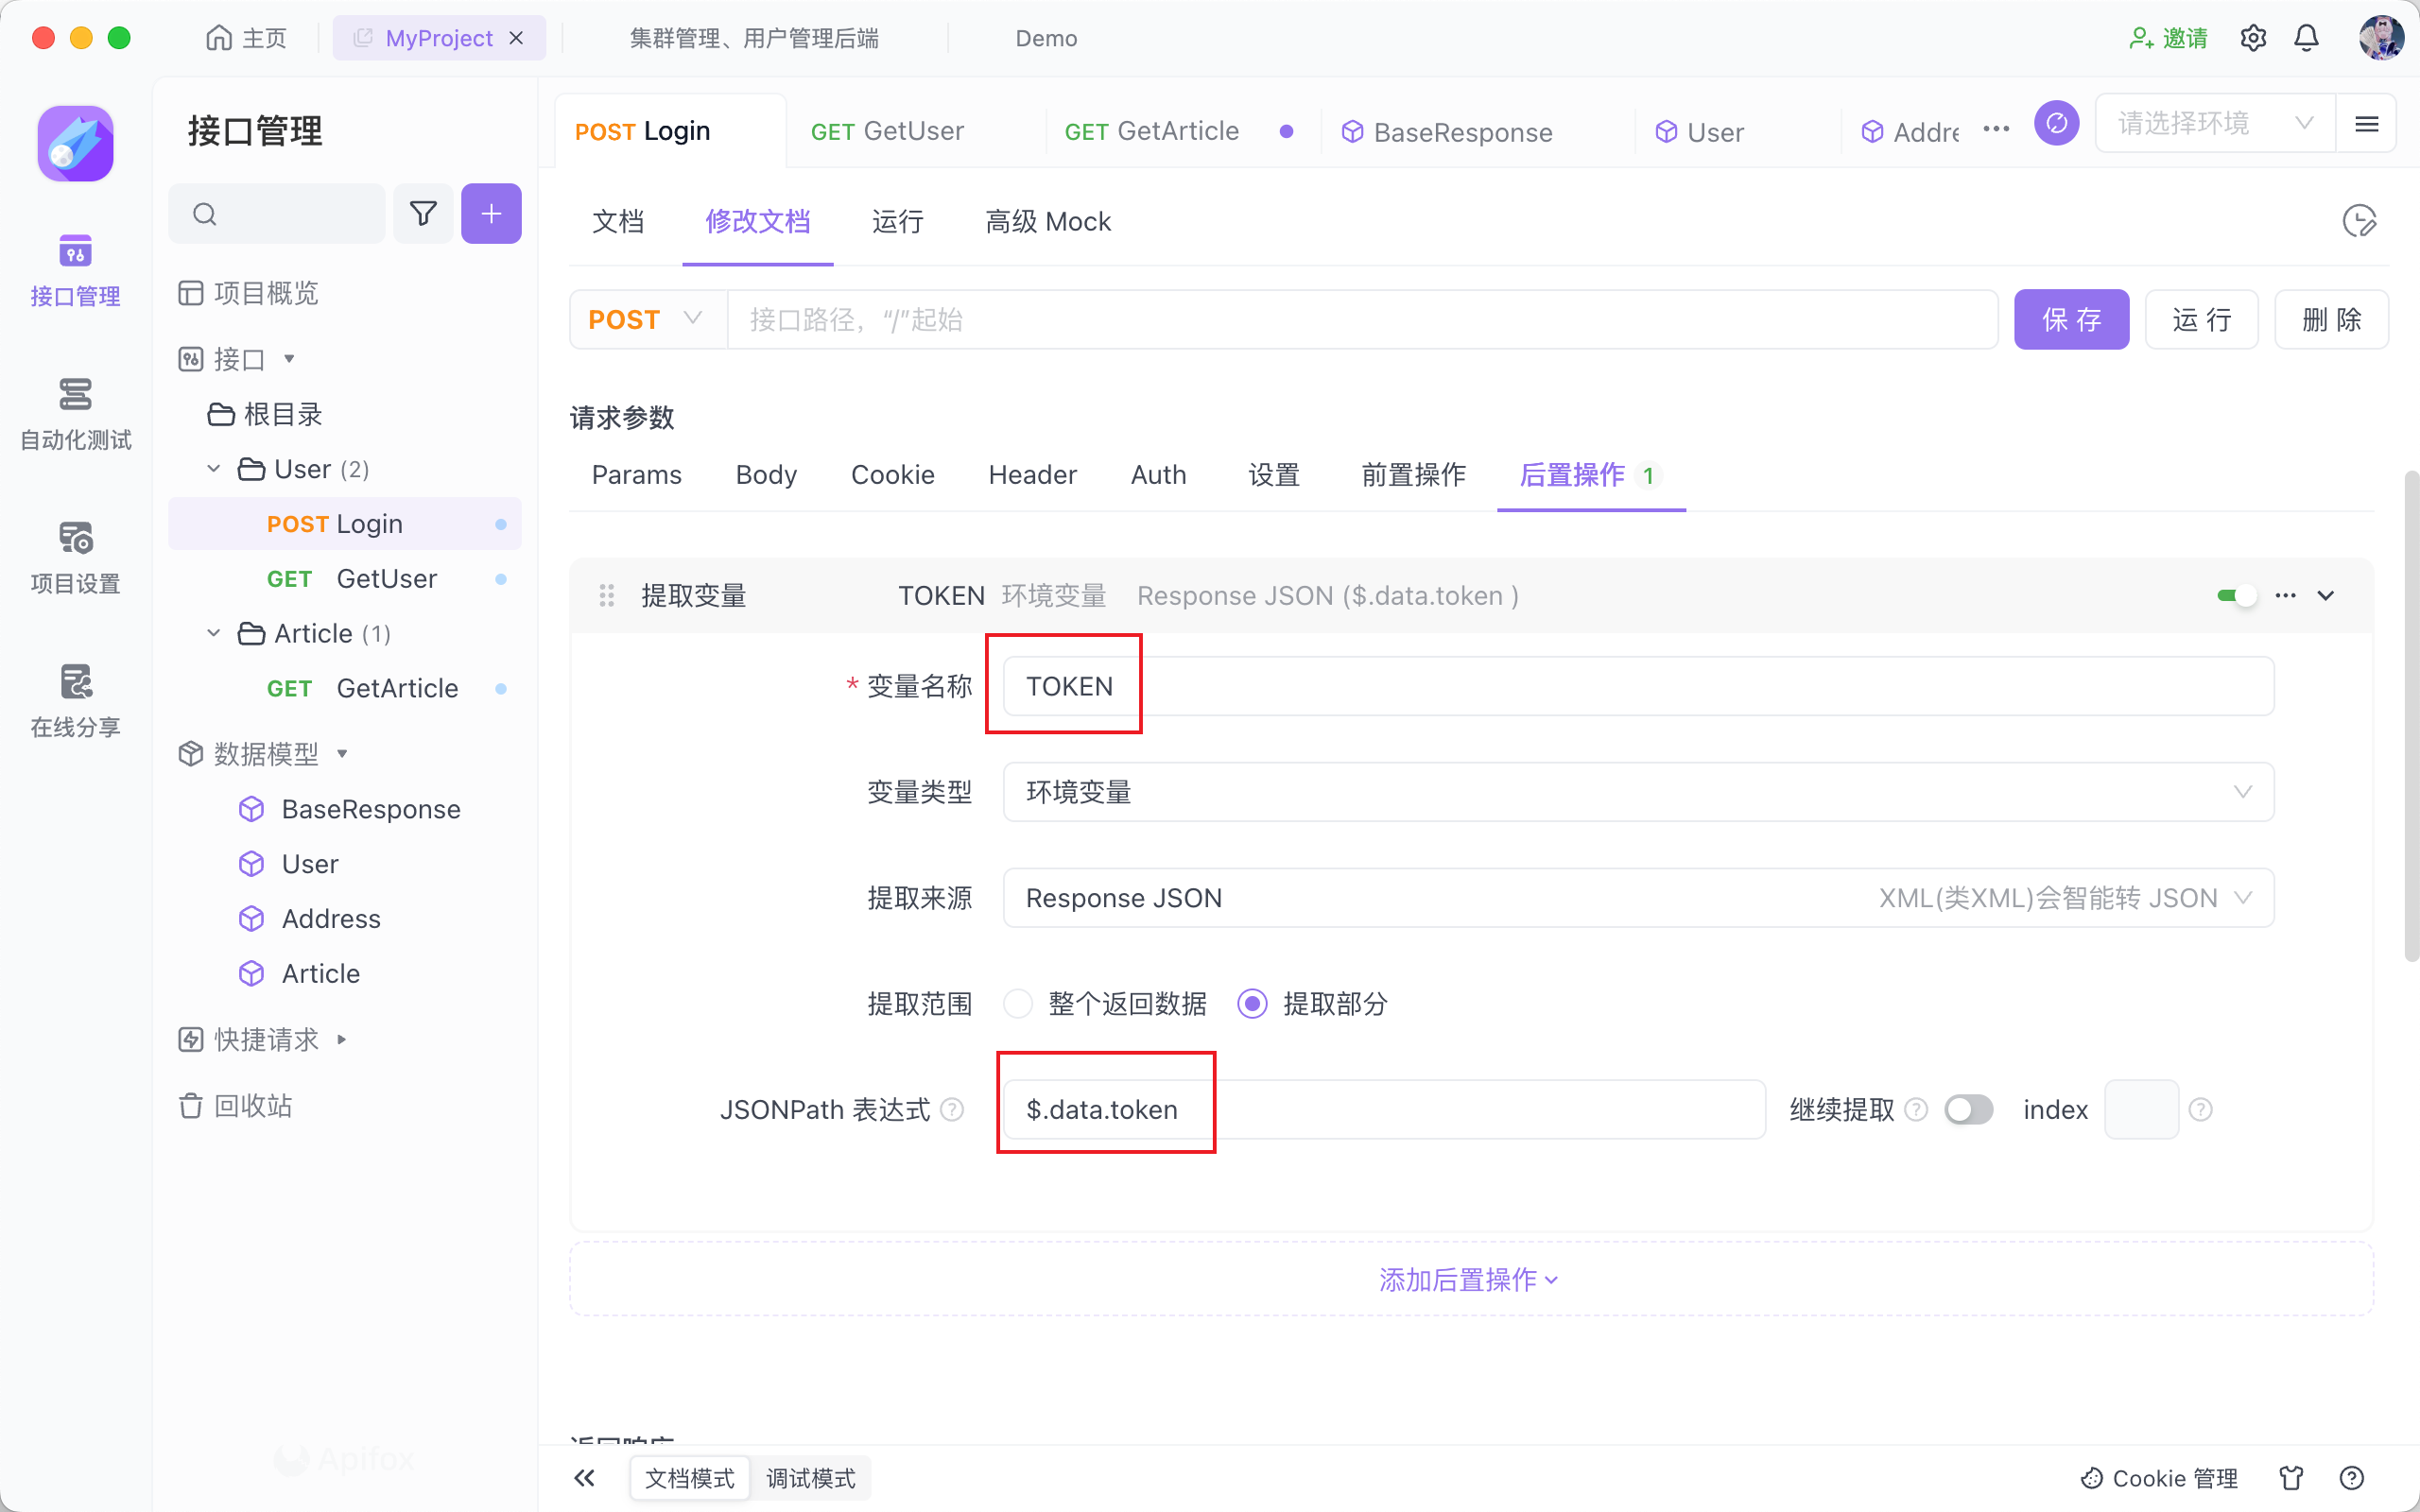 主页
MyProject
集群管理、用户管理后端
Demo
邀请
接口管理
自动化测试
项目设置
在线分享
接口管理
项目概览
接口
根目录
User (2)
POST Login
GET GetUser
Article (1)
GET GetArticle
数据模型
BaseResponse
User
Address
Article
快捷请求
回收站
Apifox
POST Login
GET GetUser
GET GetArticle
BaseResponse
User
Addre
请选择环境
文档
修改文档
运行
高级 Mock
POST
接口路径，“/”起始
保 存
运 行
删 除
请求参数
Params
Body
Cookie
Header
Auth
设置
前置操作
后置操作 1
提取变量
TOKEN 环境变量 Response JSON ($.data.token )
* 变量名称
TOKEN
变量类型
环境变量
提取来源
Response JSON
XML(类XML)会智能转 JSON
提取范围
整个返回数据
提取部分
JSONPath 表达式
$.data.token
继续提取
index
添加后置操作
返回响应
文档模式
调试模式
Cookie 管理